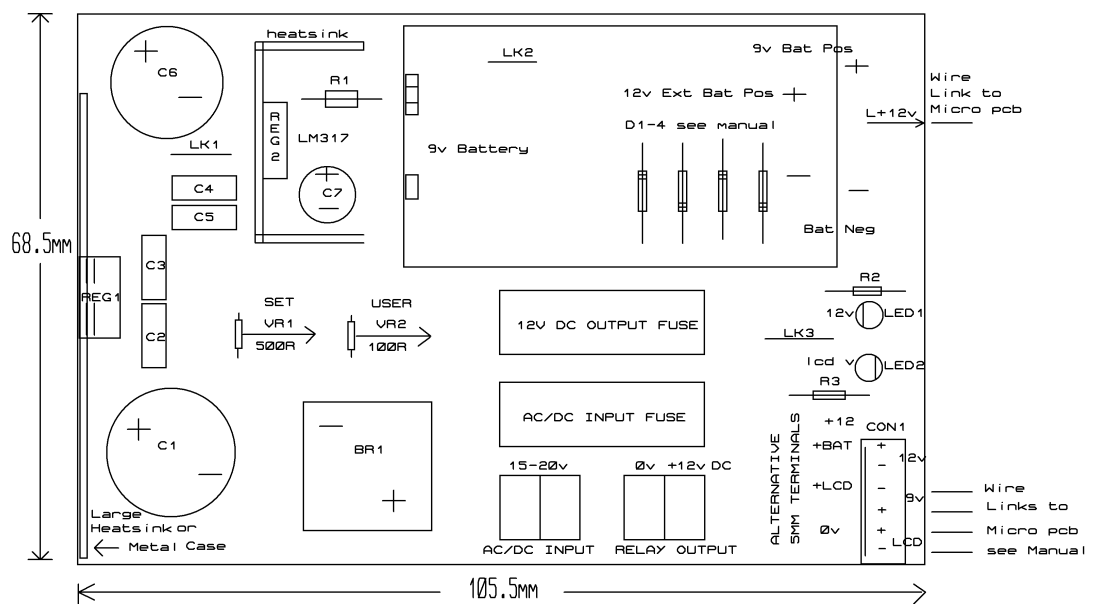 heatsink
C6
R1
LK2
9v Bat Pos
12v Ext Bat Pos
Wire
Link to
Micro pcb
L+12v
REG2
LM317
D1-4 see manual
LK1
9v Battery
C4
C7
C5
Bat Neg
68.5MM
C3
REG1
C2
SET
VR1
500R
USER
VR2
100R
12V DC OUTPUT FUSE
R2
12v
LED1
LK3
lcd v
LED2
R3
AC/DC INPUT FUSE
C1
BR1
ALTERNATIVE
5MM TERMINALS
+12
CON1
+BAT
+LCD
0v
12v
9v
LCD
15-20v
0v +12v DC
AC/DC INPUT
RELAY OUTPUT
Large
Heatsink or
Metal Case
Wire
Links to
Micro pcb
see Manual
105.5MM